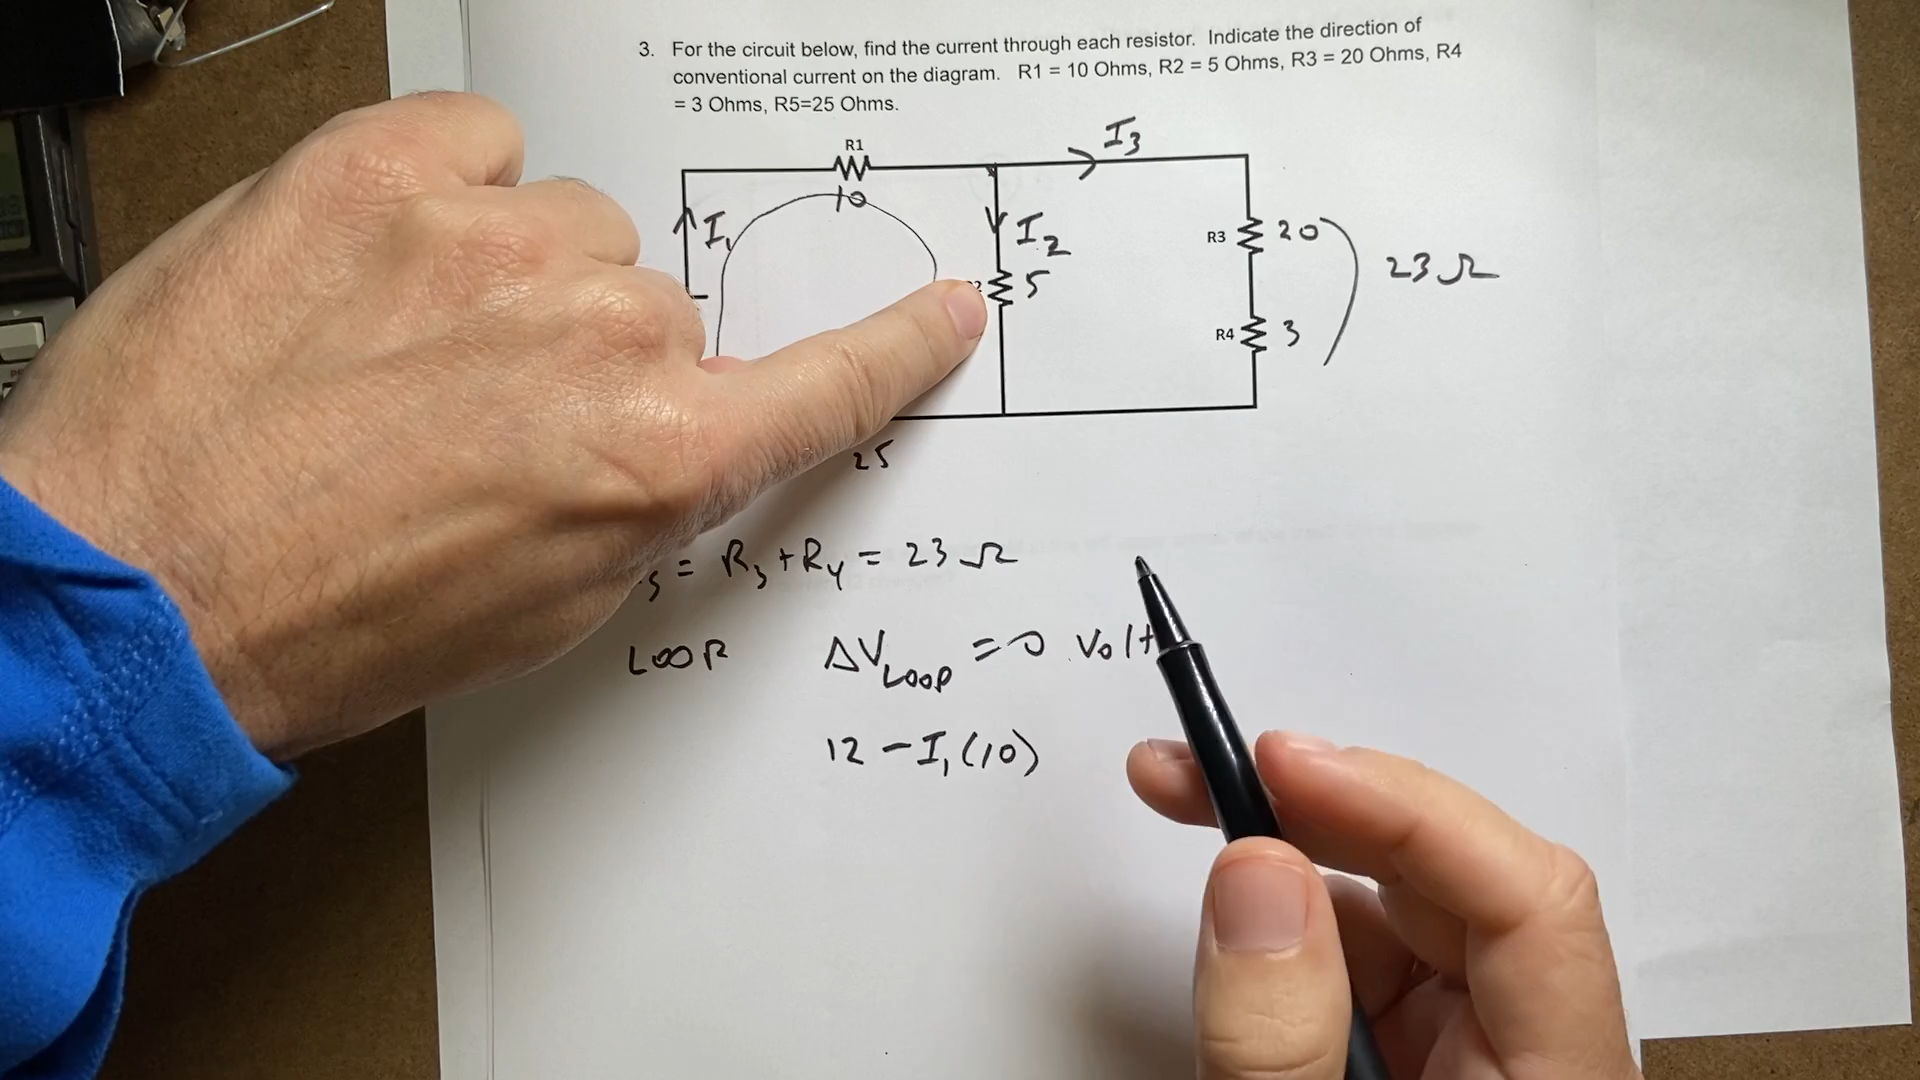 3. For the circuit below, find the current through each resistor. Indicate the direction of
conventional current on the diagram. R1 = 10 Ohms, R2 = 5 Ohms, R3 = 20 Ohms, R4
= 3 Ohms, R5=25 Ohms.
I3
R1
10
I1
I2
2
5
R3
20
23 Ω
R4
3
25
s = R3 + R4 = 23 Ω
LOOP ΔVLOOP = 0 Volt
12 - I1 (10)